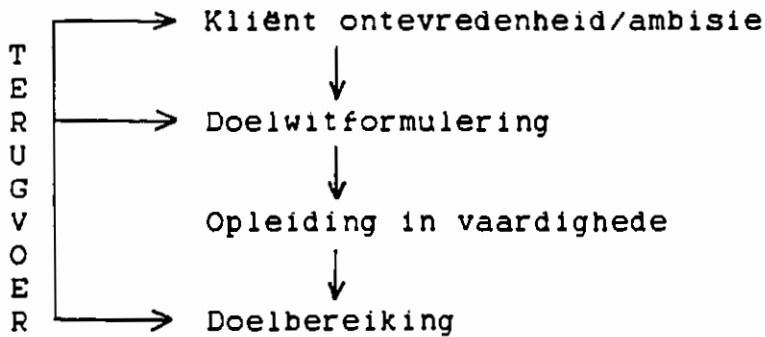 Kliënt ontevredenheid/ambisie
Doelwitformulering
Opleiding in vaardighede
Doelbereiking
TERUGVOER